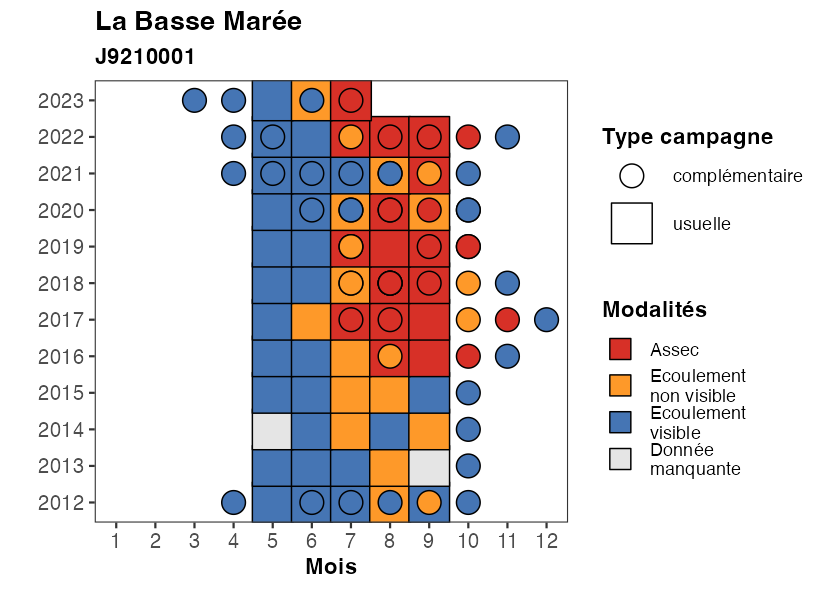 La Basse Marée
J9210001
2023
2022
2021
2020
2019
2018
2017
2016
2015
2014
2013
2012
1 2 3 4 5 6 7 8 9 10 11 12
Mois
Type campagne
complémentaire
usuelle
Modalités
Assec
Ecoulement
non visible
Ecoulement
visible
Donnée
manquante